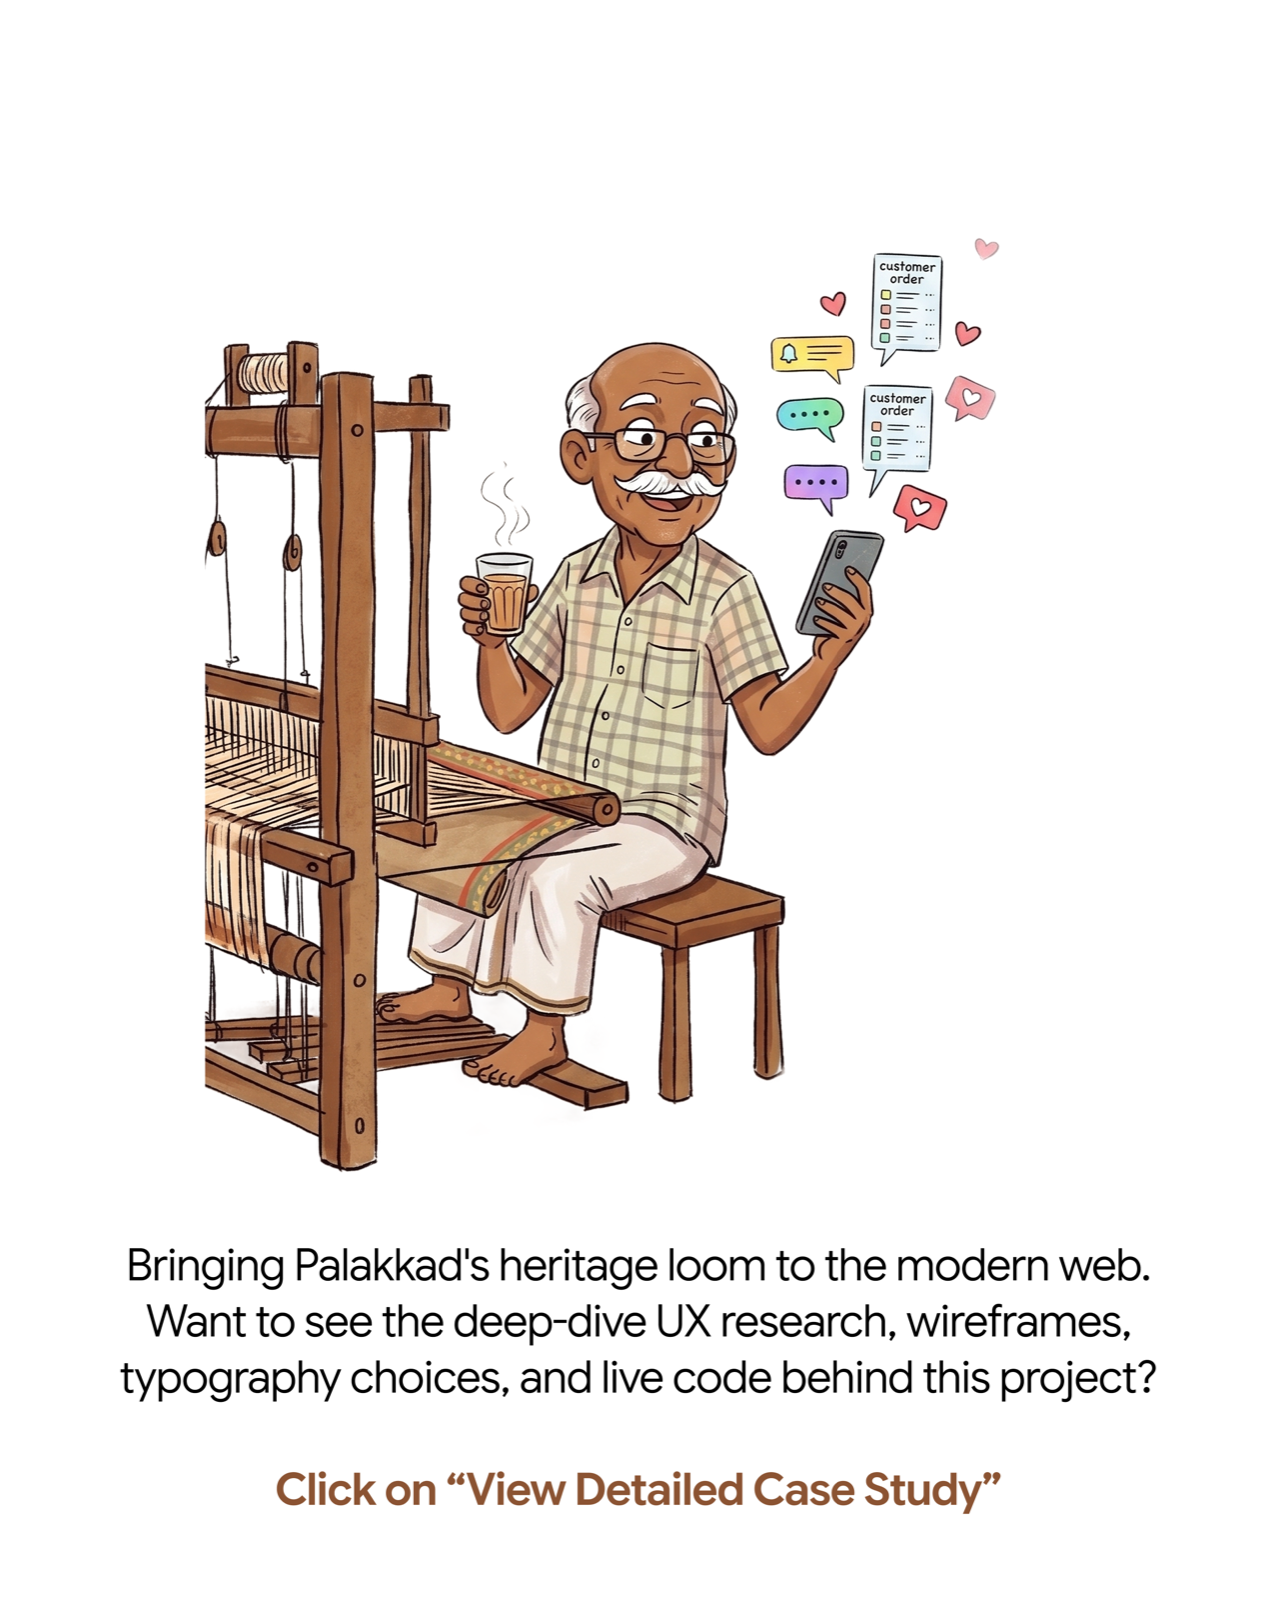 customer
order
customer
order
Bringing Palakkad's heritage loom to the modern web.
Want to see the deep-dive UX research, wireframes,
typography choices, and live code behind this project?
Click on “View Detailed Case Study”